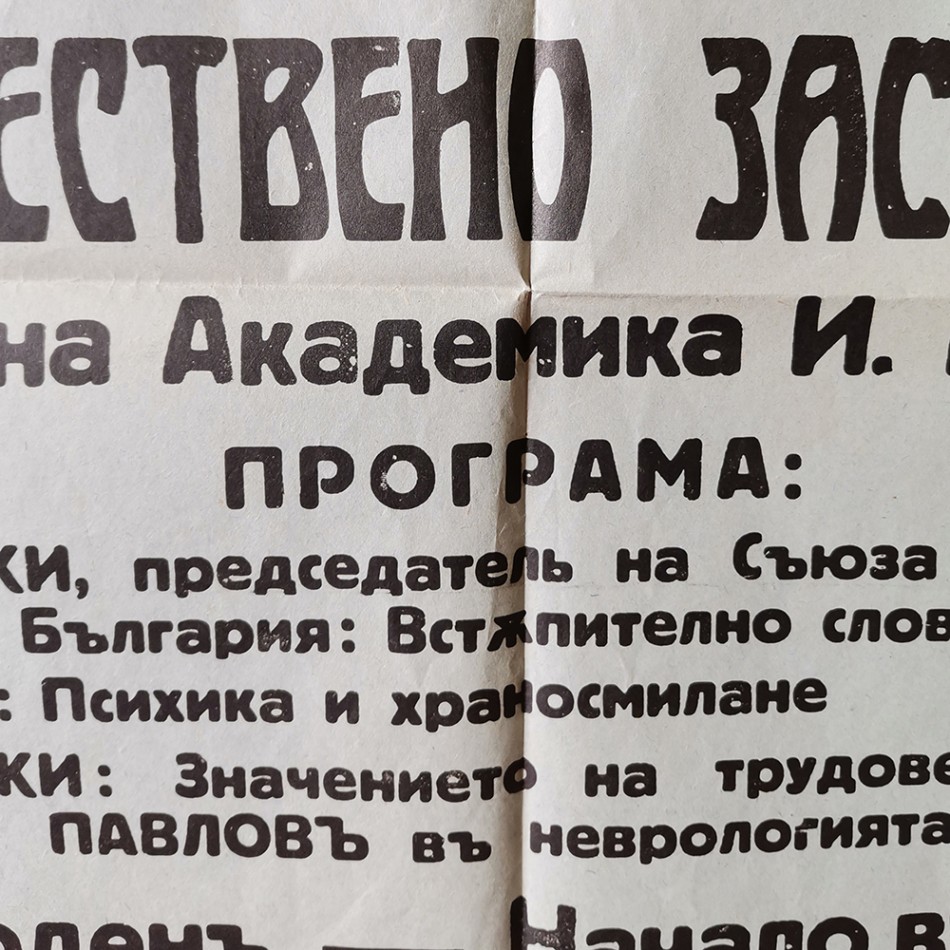 ЕСТВЕНО ЗАС
на Академика И.
ПРОГРАМА:
КИ, председатель на Съюза
България: Встѫпително слов
: Психика и храносмилане
КИ: Значението на трудове
ПАВЛОВЪ въ неврологията
оденъ — Начало в